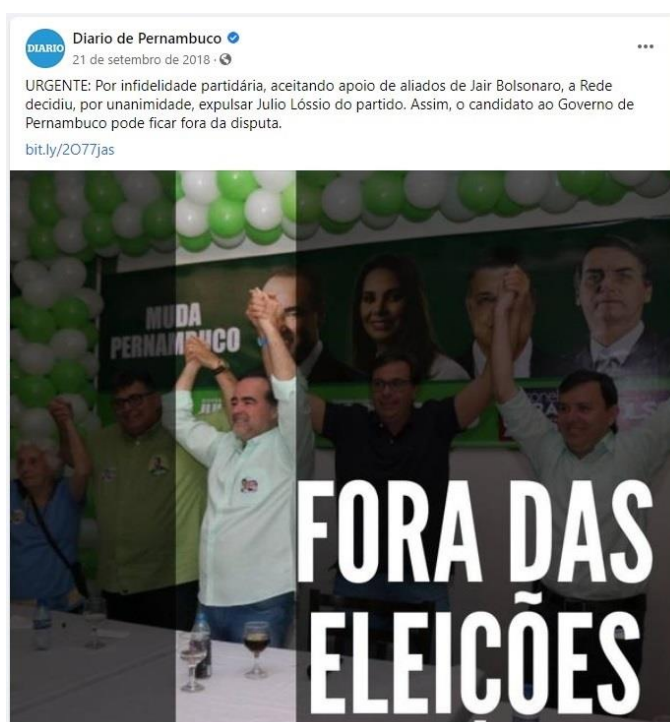 DIARIO
Diario de Pernambuco
21 de setembro de 2018 ·
URGENTE: Por infidelidade partidária, aceitando apoio de aliados de Jair Bolsonaro, a Rede
decidiu, por unanimidade, expulsar Julio Lóssio do partido. Assim, o candidato ao Governo de
Pernambuco pode ficar fora da disputa.
bit.ly/2O77jas
MUDA
PERNAMBUCO
FORA DAS
ELEIÇÕES